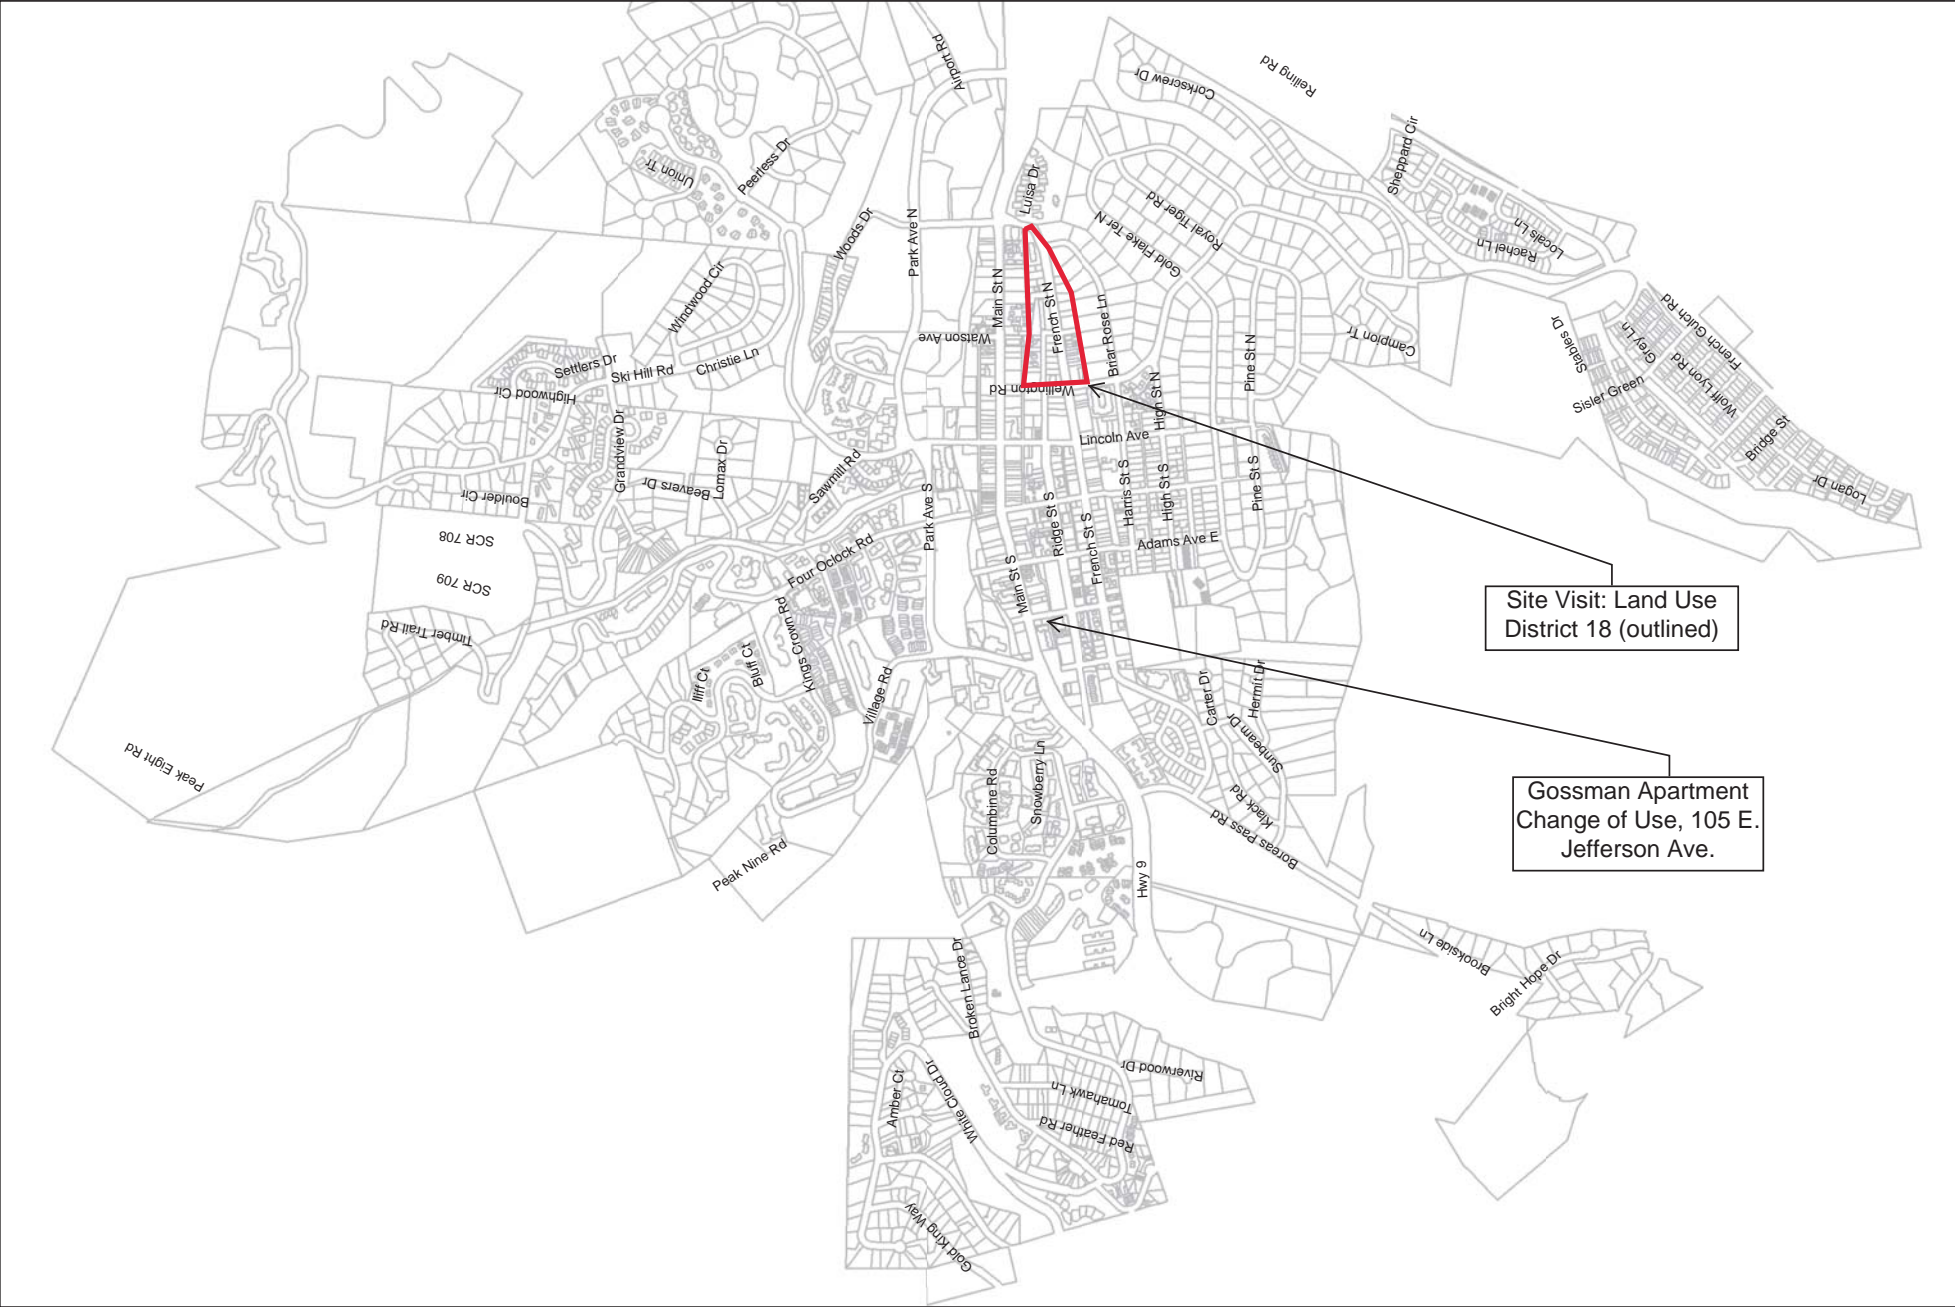 Airport Rd
Corkscrew Dr
Reiling Rd
Sheppard Cir
Union Tr
Peerless Dr
Luisa Dr
Woods Dr
Park Ave N
Gold Flake Ter N
Royal Tiger Rd
Rachel Ln
Locals Ln
Windwood Cir
Main St N
French St N
Briar Rose Ln
Watson Ave
Wellington Rd
Pine St N
Campion Tr
Stables Dr
Grey Ln
French Gulch Rd
Wolff Lyon Rd
Sisler Green
Bridge St
Logan Dr
Settlers Dr
Ski Hill Rd
Christie Ln
Highwood Cir
Grandview Dr
Lomax Dr
Beavers Dr
Boulder Cir
Sawmill Rd
Park Ave S
Lincoln Ave
High St N
Harris St S
High St S
Pine St S
Ridge St S
French St S
Adams Ave E
SCR 708
SCR 709
Four Oclock Rd
Main St S
Timber Trail Rd
Kings Crown Rd
Bluff Ct
Iliff Ct
Village Rd
Site Visit: Land Use
District 18 (outlined)
Carter Dr
Hermit Dr
Sunbeam Dr
Klack Rd
Boreas Pass Rd
Peak Eight Rd
Peak Nine Rd
Columbine Rd
Snowberry Ln
Hwy 9
Gossman Apartment
Change of Use, 105 E.
Jefferson Ave.
Brookside Ln
Bright Hope Dr
Broken Lance Dr
Amber Ct
White Cloud Dr
Riverwood Dr
Tomahawk Ln
Red Feather Rd
Gold King Way